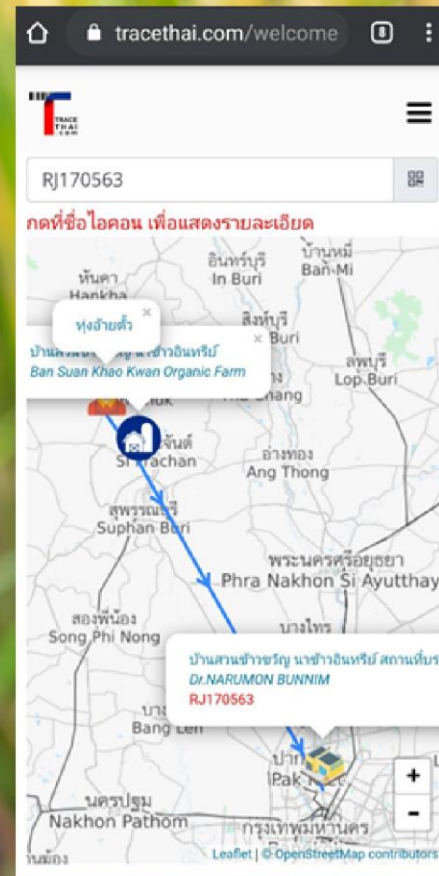 tracethai.com/welcome
8
TRACE
THAI
.com
RJ170563
กดที่ชื่อไอคอน เพื่อแสดงรายละเอียด
อินทร์บุรี
In Buri
บ้านหมี่
Ban Mi
หันคา
Hankha
ทุ่งอ้ายตั้ว
×
สิงห์บุรี
Buri
×
Ban Suan Khao Kwan Organic Farm
ลพบุรี
Lop Buri
อ่างทอง
Ang Thong
Suphan Buri
พระนครศรีอยุธยา
Phra Nakhon Si Ayutthay
สองพี่น้อง
Song Phi Nong
บางไทร
บ้านสวนข้าวขวัญ นาข้าวอินทรีย์ สถานที่บร
Dr.NARUMON BUNNIM
RJ170563
บาง
Bang Len
ปาก
Pak
นครปฐม
Nakhon Pathom
กรุงเทพมหานคร
+
-
Leaflet | © OpenStreetMap contributors